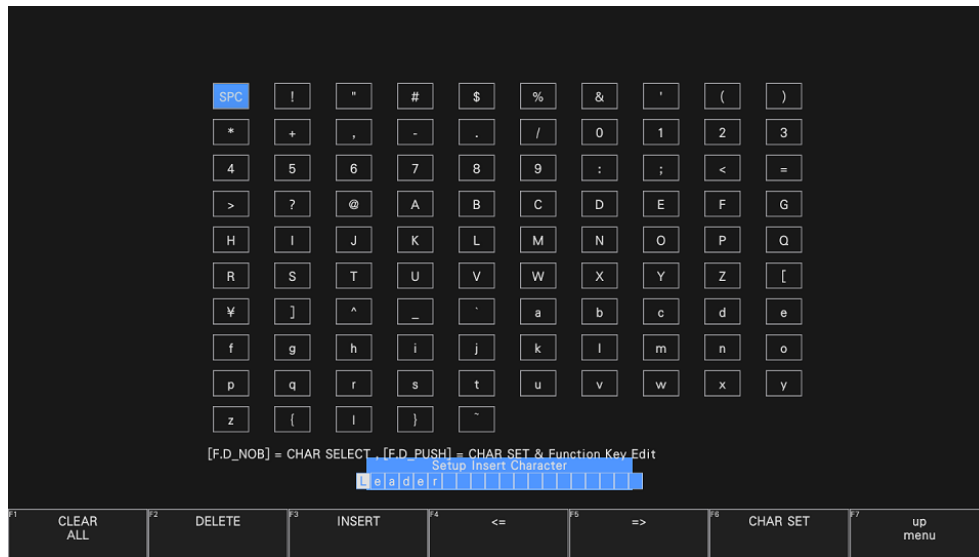 SPC ! " # $ % & ' ( )
* + , - . / 0 1 2 3
4 5 6 7 8 9 : ; < =
> ? @ A B C D E F G
H I J K L M N O P Q
R S T U V W X Y Z [
¥ ] ^ _ ` a b c d e
f g h i j k l m n o
p q r s t u v w x y
z { | } ~
[F.D_NOB] = CHAR SELECT , [F.D_PUSH] = CHAR SET & Function Key Edit
Setup Insert Character
Leader
F1 CLEAR ALL
F2 DELETE
F3 INSERT
F4 <=
F5 =>
F6 CHAR SET
F7 up menu